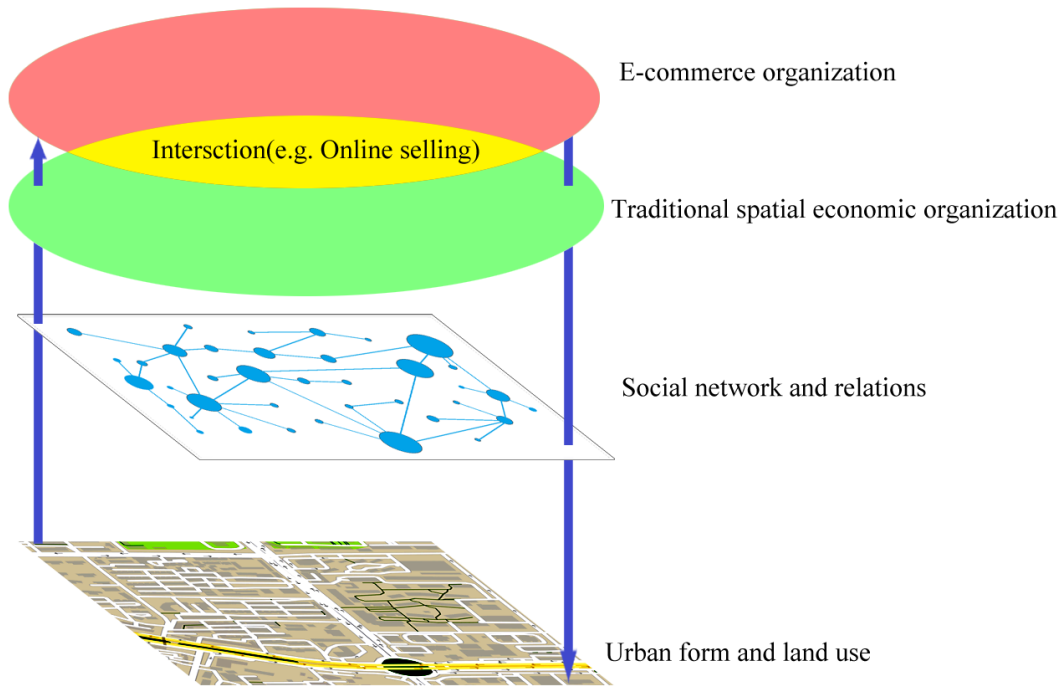 E-commerce organization
Intersction(e.g. Online selling)
Traditional spatial economic organization
Social network and relations
Urban form and land use